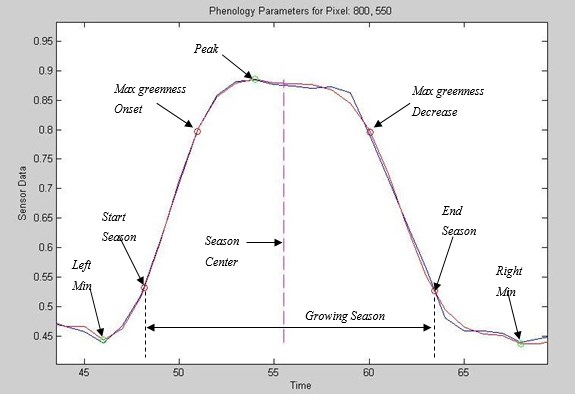 Phenology Parameters for Pixel: 800, 550
0.95
0.9
0.85
0.8
0.75
0.7
0.65
0.6
0.55
0.5
0.45
Sensor Data
Peak
Max greenness
Onset
Max greenness
Decrease
Start
Season
Season
Center
End
Season
Left
Min
Right
Min
Growing Season
45
50
55
60
65
Time